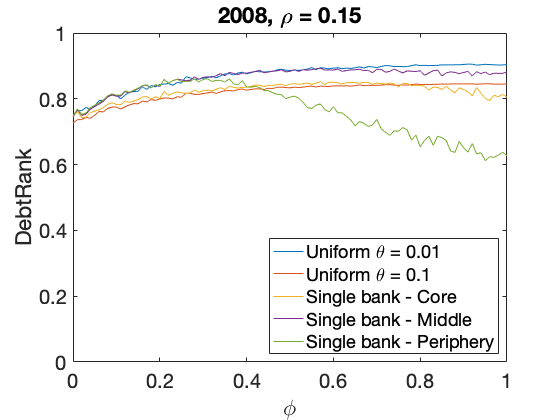 2008, ρ = 0.15
1
0.8
0.6
0.4
0.2
0
DebtRank
Uniform θ = 0.01
Uniform θ = 0.1
Single bank - Core
Single bank - Middle
Single bank - Periphery
0 0.2 0.4 0.6 0.8 1
ϕ